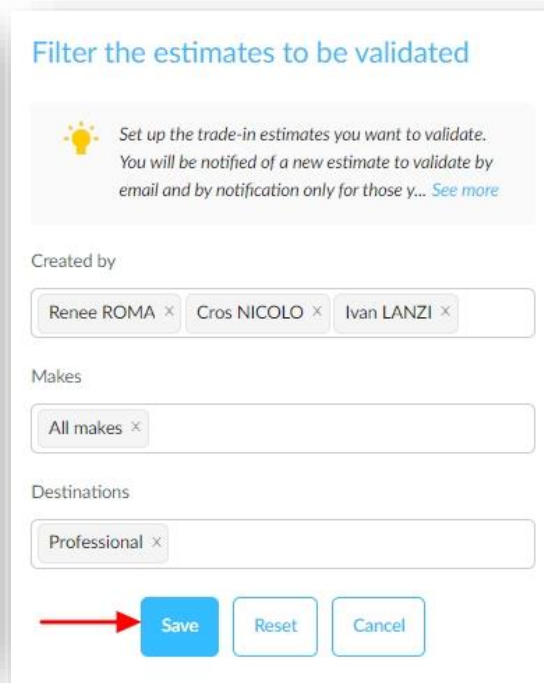 Filter the estimates to be validated
Set up the trade-in estimates you want to validate.
You will be notified of a new estimate to validate by
email and by notification only for those y... See more
Created by
Renee ROMA × Cros NICOLO × Ivan LANZI ×
Makes
All makes ×
Destinations
Professional ×
Save Reset Cancel